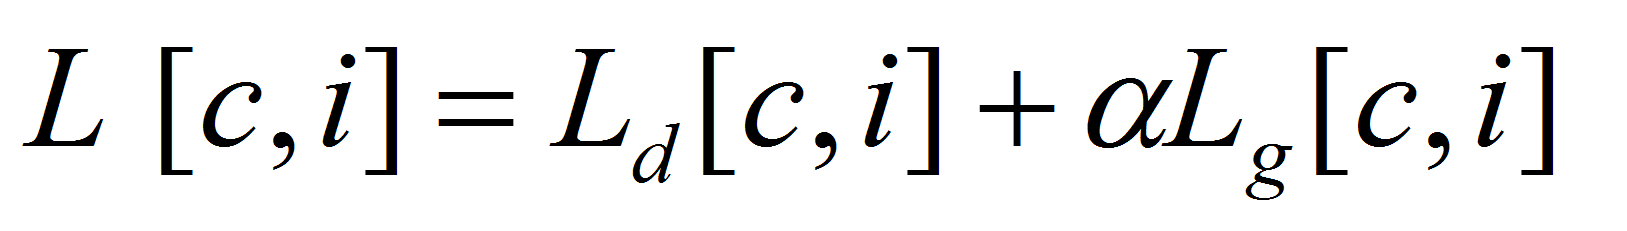 L [c,i] = L_d[c,i] + αL_g[c,i]